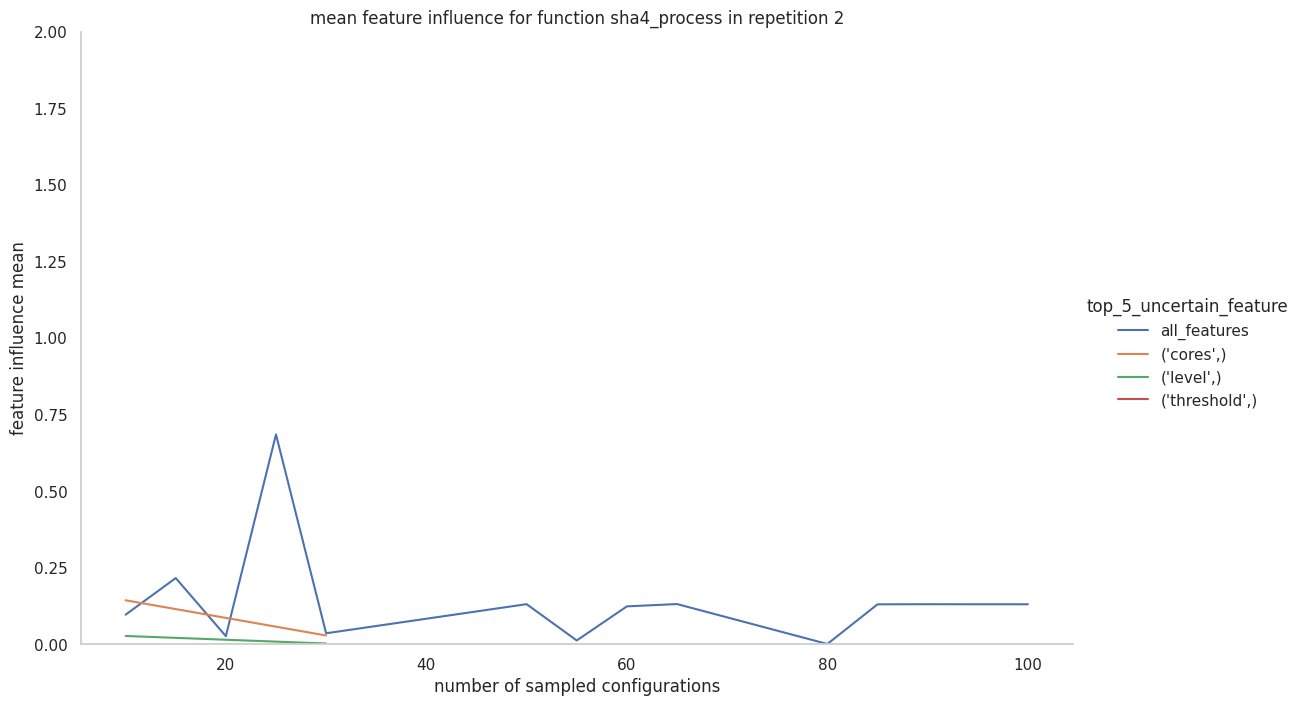 mean feature influence for function sha4_process in repetition 2
2.00
1.75
1.50
1.25
1.00
0.75
0.50
0.25
0.00
feature influence mean
20
40
60
80
100
number of sampled configurations
top_5_uncertain_feature
all_features
('cores',)
('level',)
('threshold',)